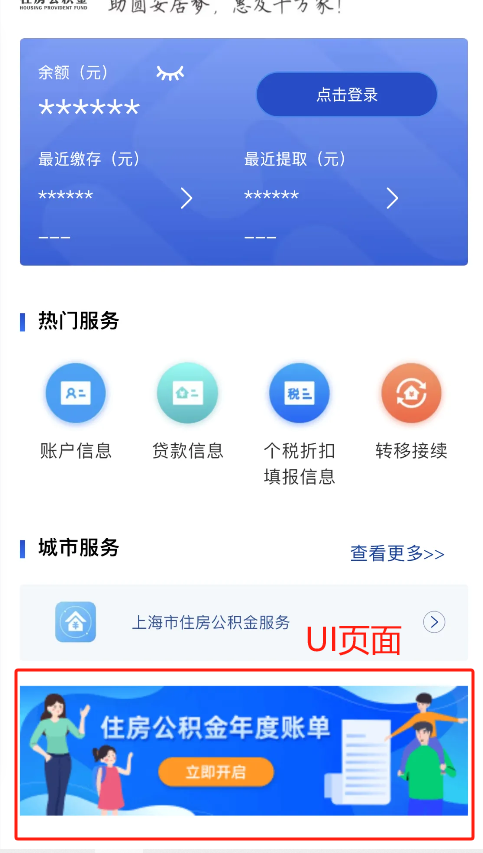 HOUSING PROVIDENT FUND
助圆安居梦，惠及千万家！
余额（元）
点击登录
******
最近缴存（元） 最近提取（元）
****** ******
--- ---
热门服务
账户信息 贷款信息 个税折扣 转移接续
填报信息
城市服务
查看更多>>
上海市住房公积金服务
UI页面
住房公积金年度账单
立即开启